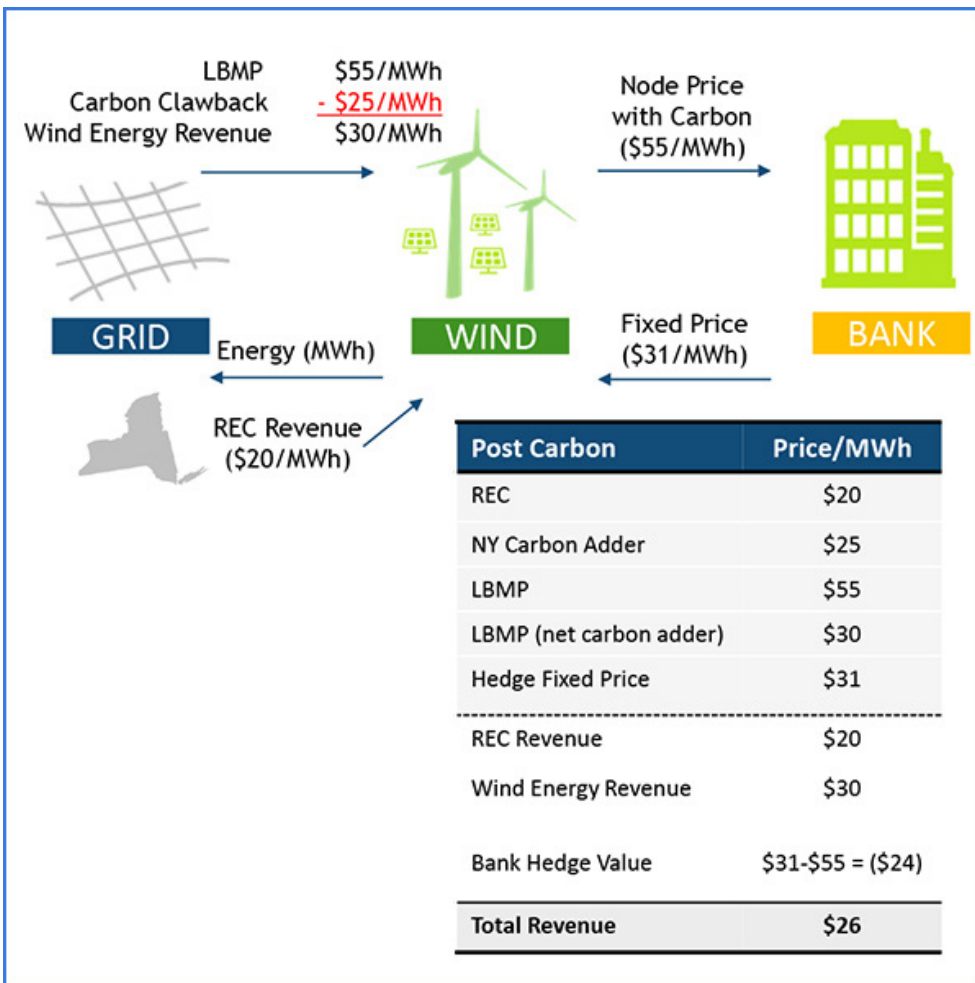 LBMP $55/MWh
Carbon Clawback - $25/MWh
Wind Energy Revenue $30/MWh
Node Price
with Carbon
($55/MWh)
GRID
WIND
BANK
Energy (MWh)
Fixed Price
($31/MWh)
REC Revenue
($20/MWh)
Post Carbon Price/MWh
REC $20
NY Carbon Adder $25
LBMP $55
LBMP (net carbon adder) $30
Hedge Fixed Price $31
REC Revenue $20
Wind Energy Revenue $30
Bank Hedge Value $31-$55 = ($24)
Total Revenue $26